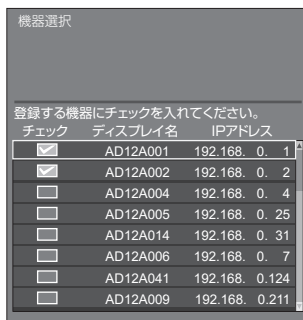 機器選択
登録する機器にチェックを入れてください。
チェック ディスプレイ名 IPアドレス
AD12A001 192.168. 0. 1
AD12A002 192.168. 0. 2
AD12A004 192.168. 0. 4
AD12A005 192.168. 0. 25
AD12A014 192.168. 0. 31
AD12A006 192.168. 0. 7
AD12A041 192.168. 0.124
AD12A009 192.168. 0.211